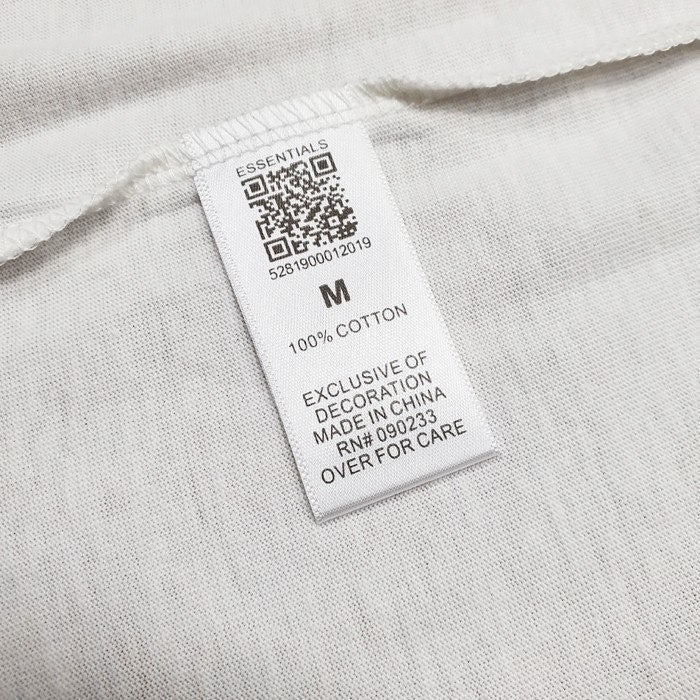 ESSENTIALS
5281900012019
M
100% COTTON
EXCLUSIVE OF
DECORATION
MADE IN CHINA
RN# 090233
OVER FOR CARE